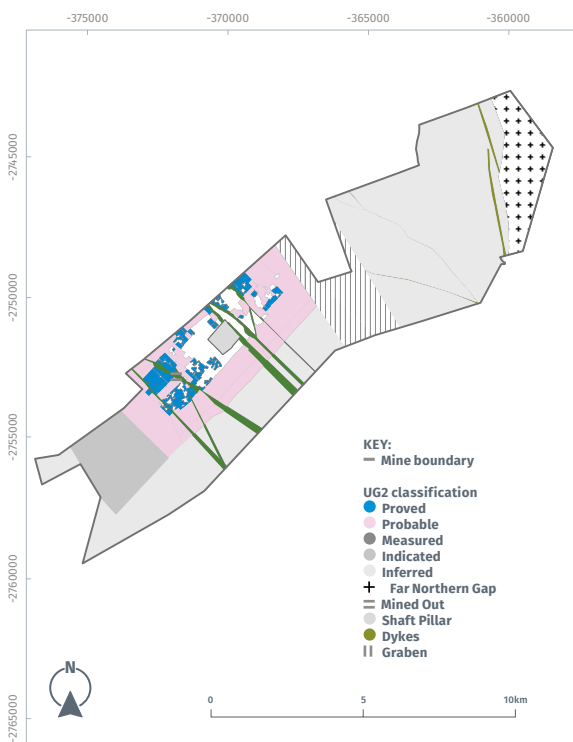 -375000 -370000 -365000 -360000
-2745000
-2750000
-2755000
-2760000
-2765000
KEY:
Mine boundary
UG2 classification
Proved
Probable
Measured
Indicated
Inferred
Far Northern Gap
Mined Out
Shaft Pillar
Dykes
Graben
N
0 5 10km